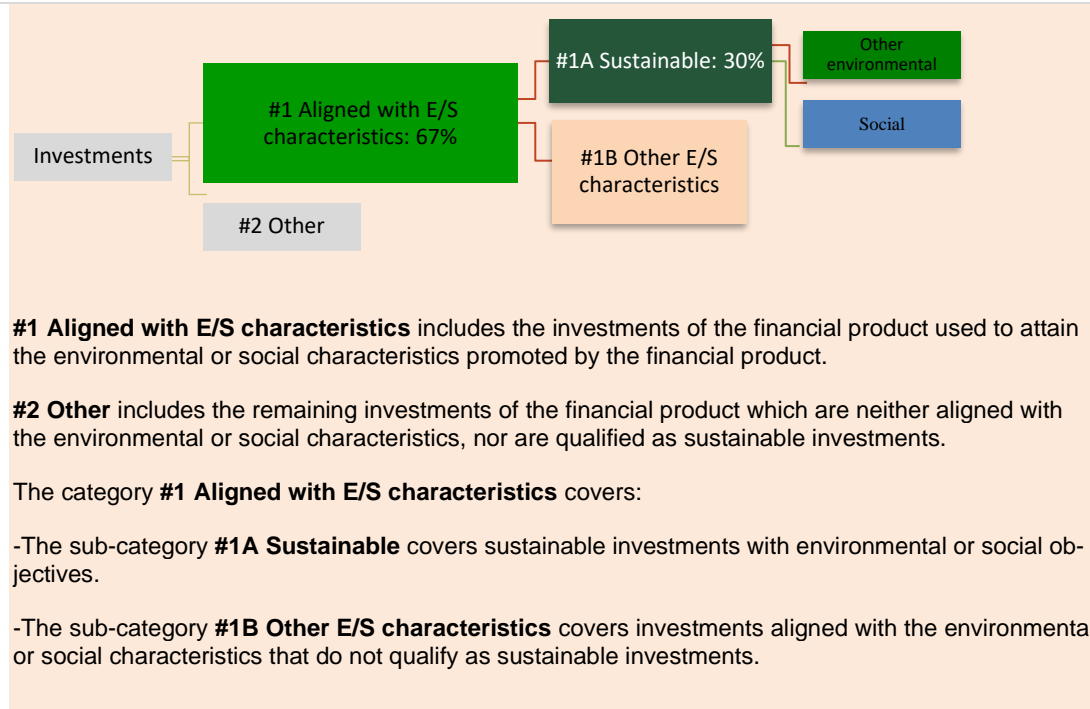 Investments
#1 Aligned with E/S
characteristics: 67%
#2 Other
#1A Sustainable: 30%
#1B Other E/S
characteristics
Other
environmental
Social
#1 Aligned with E/S characteristics includes the investments of the financial product used to attain
the environmental or social characteristics promoted by the financial product.
#2 Other includes the remaining investments of the financial product which are neither aligned with
the environmental or social characteristics, nor are qualified as sustainable investments.
The category #1 Aligned with E/S characteristics covers:
-The sub-category #1A Sustainable covers sustainable investments with environmental or social ob-
jectives.
-The sub-category #1B Other E/S characteristics covers investments aligned with the environmenta
or social characteristics that do not qualify as sustainable investments.